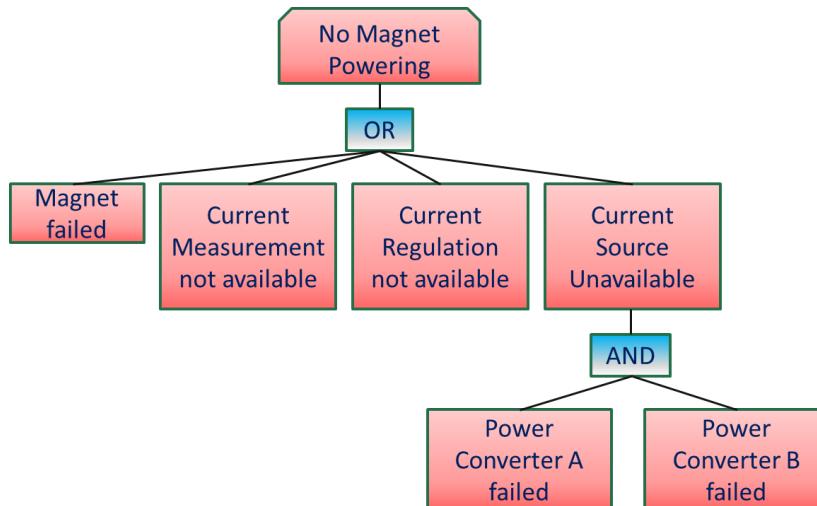 No Magnet
Powering
OR
Magnet
failed
Current
Measurement
not available
Current
Regulation
not available
Current
Source
Unavailable
AND
Power
Converter A
failed
Power
Converter B
failed